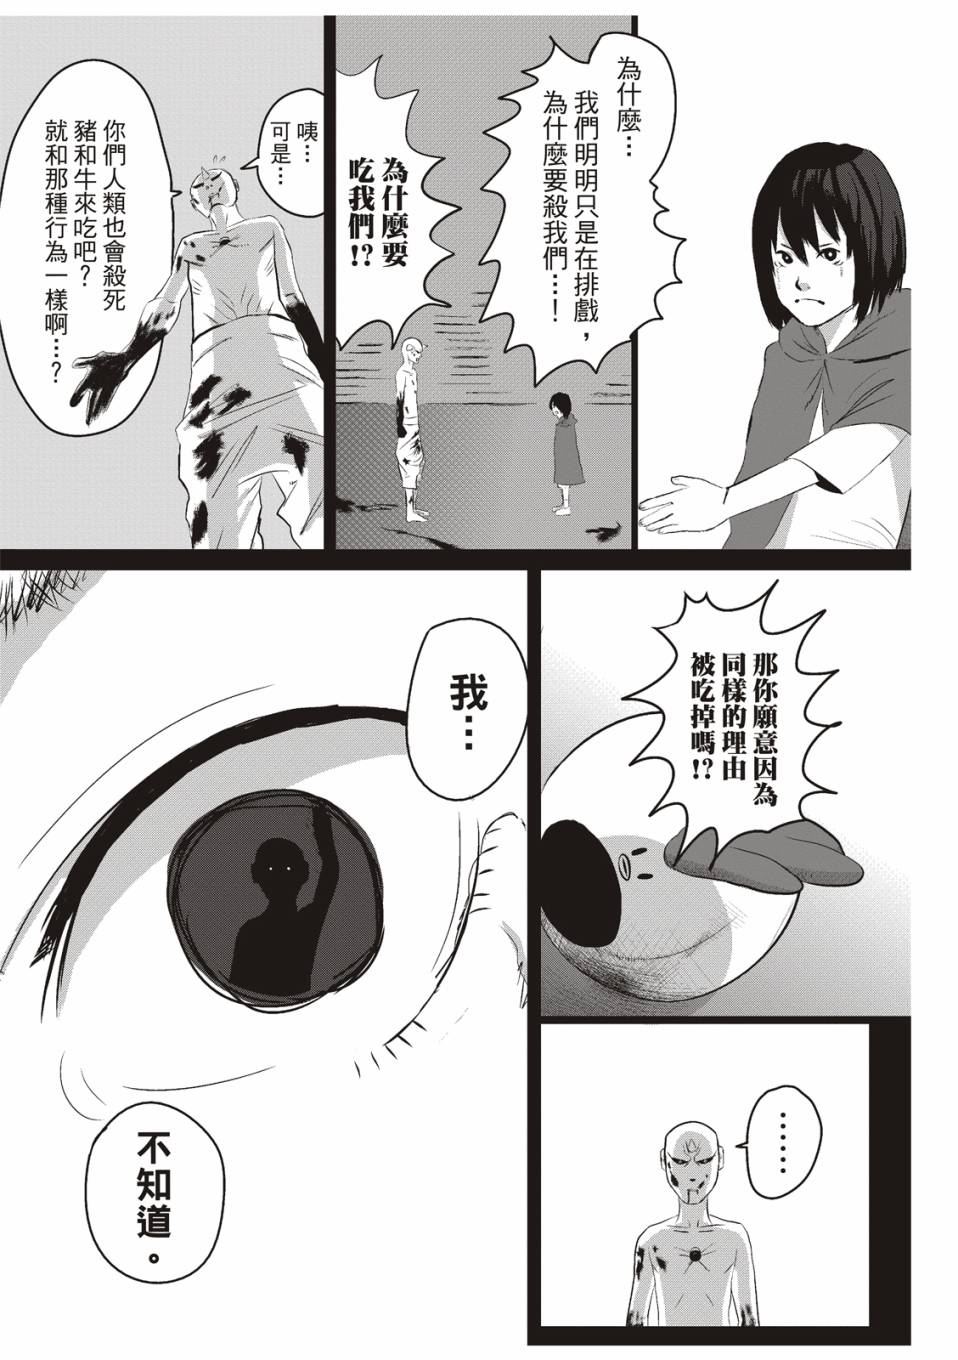 為什麼…
我們明明只是在排戲，
為什麼要殺我們…！
為什麼要
吃我們!?
咦…
可是…
你們人類也會殺死
豬和牛來吃吧？
就和那種行為一樣啊…？
那你願意因為
同樣的理由
被吃掉嗎!?
……
我…
不知道。